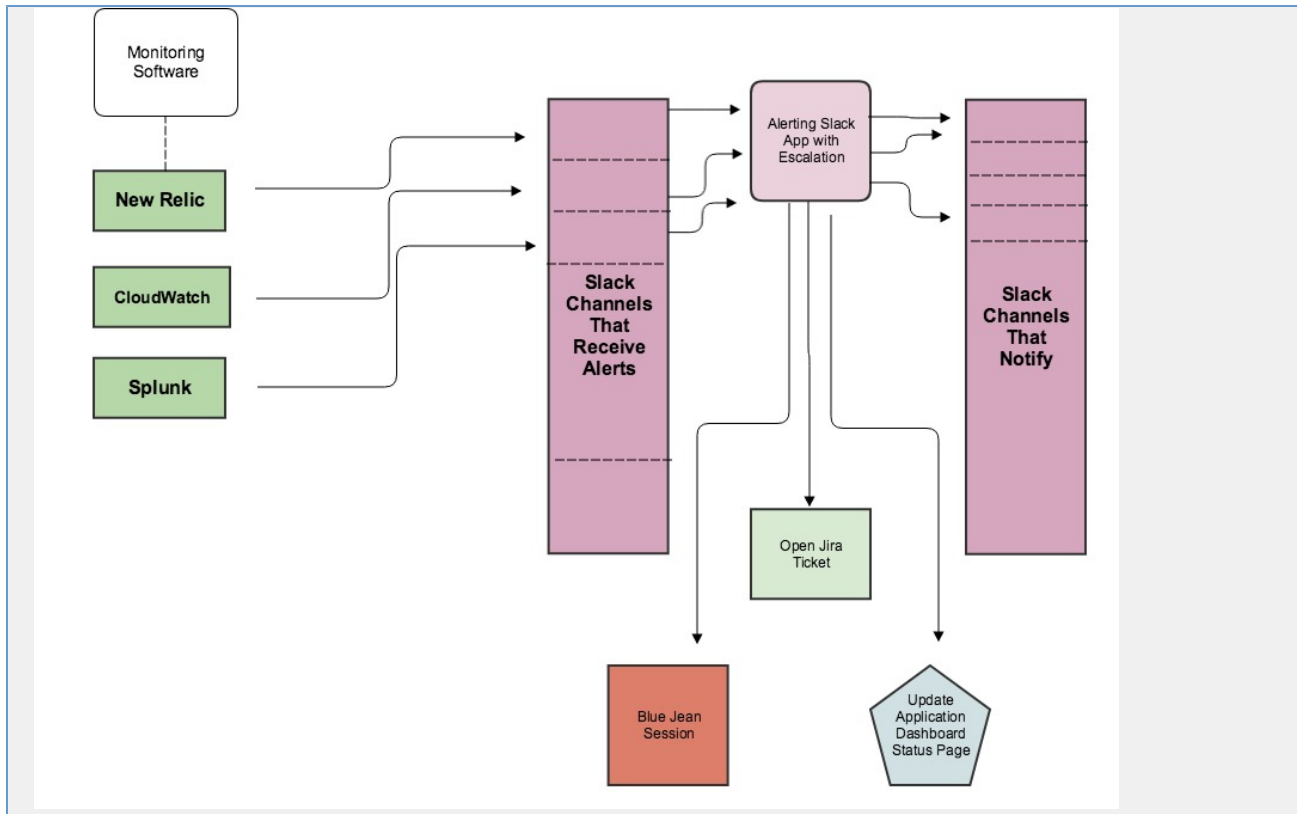 Monitoring
Software
New Relic
CloudWatch
Splunk
Slack
Channels
That
Receive
Alerts
Alerting Slack
App with
Escalation
Slack
Channels
That
Notify
Open Jira
Ticket
Blue Jean
Session
Update
Application
Dashboard
Status Page